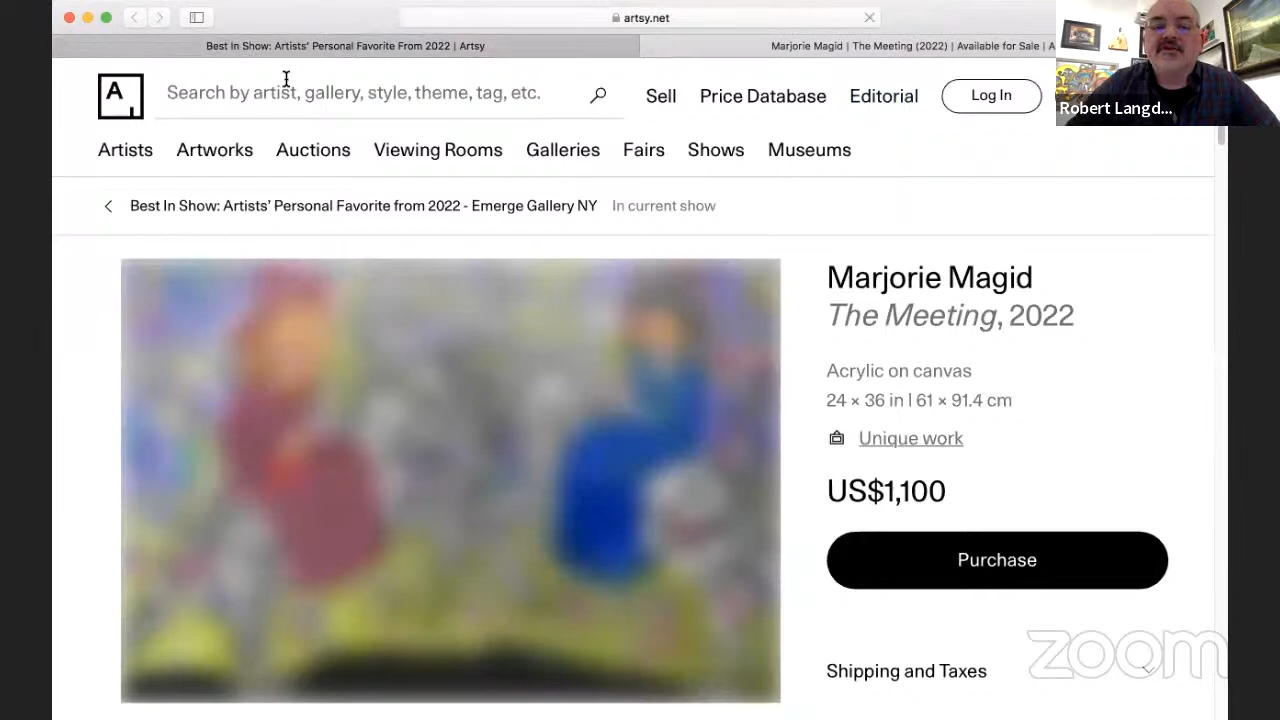 artsy.net
Best In Show: Artists' Personal Favorite From 2022 | Artsy
Marjorie Magid | The Meeting (2022) | Available for Sale | A
Search by artist, gallery, style, theme, tag, etc.
Sell Price Database Editorial Log In
Robert Langd...
Artists Artworks Auctions Viewing Rooms Galleries Fairs Shows Museums
Best In Show: Artists' Personal Favorite from 2022 - Emerge Gallery NY In current show
Marjorie Magid
The Meeting, 2022
Acrylic on canvas
24 × 36 in | 61 × 91.4 cm
Unique work
US$1,100
Purchase
Shipping and Taxes
zoom